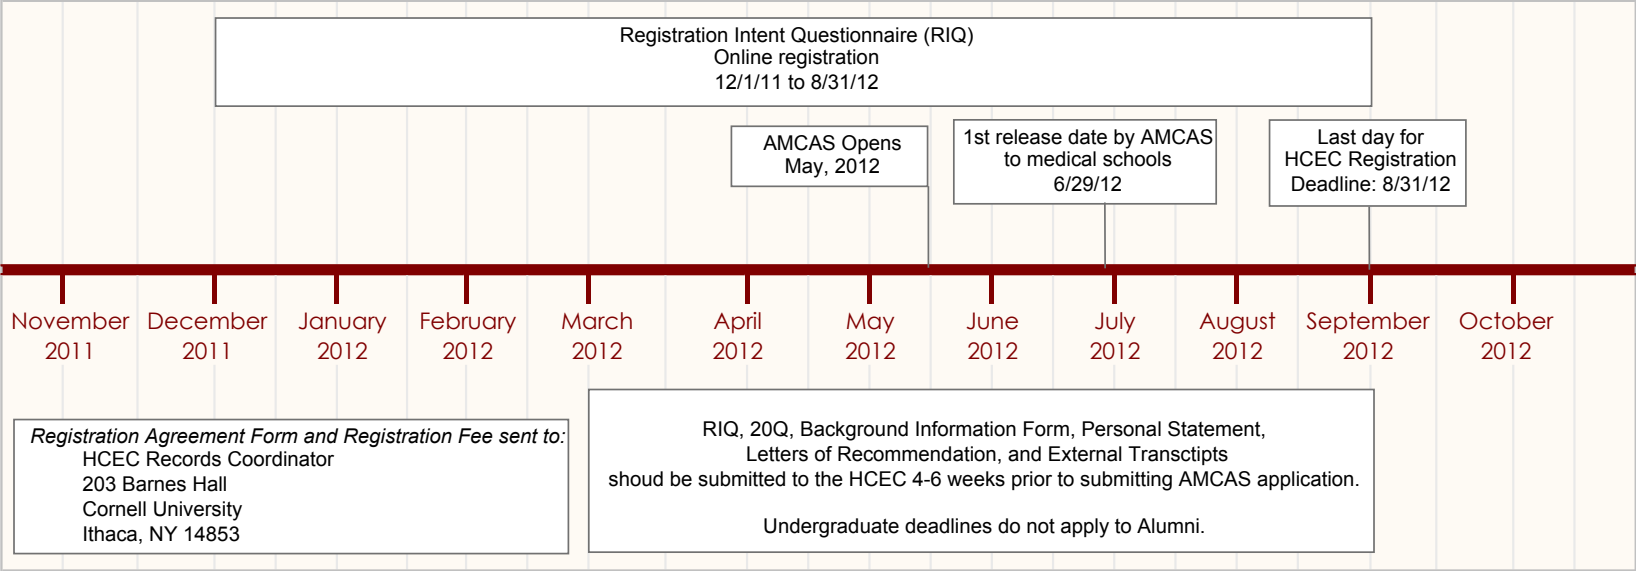 Registration Intent Questionnaire (RIQ)
Online registration
12/1/11 to 8/31/12
AMCAS Opens
May, 2012
1st release date by AMCAS
to medical schools
6/29/12
Last day for
HCEC Registration
Deadline: 8/31/12
November
2011
December
2011
January
2012
February
2012
March
2012
April
2012
May
2012
June
2012
July
2012
August
2012
September
2012
October
2012
Registration Agreement Form and Registration Fee sent to:
HCEC Records Coordinator
203 Barnes Hall
Cornell University
Ithaca, NY 14853
RIQ, 20Q, Background Information Form, Personal Statement,
Letters of Recommendation, and External Transctipts
shoud be submitted to the HCEC 4-6 weeks prior to submitting AMCAS application.
Undergraduate deadlines do not apply to Alumni.